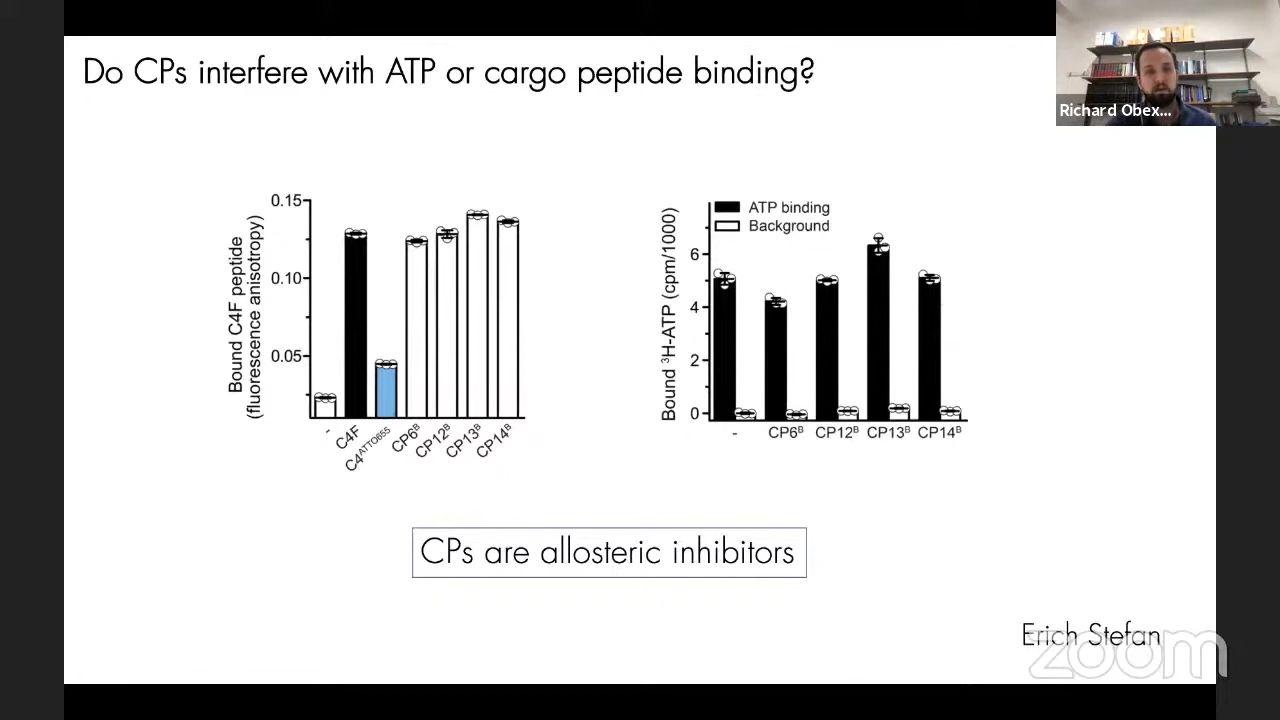 Do CPs interfere with ATP or cargo peptide binding?
Richard Obex...
Bound C4F peptide
(fluorescence anisotropy)
0.15
0.10
0.05
-
C4F
C4ᴬᵀᵀᴼ⁶⁵⁵
CP6ᴮ
CP12ᴮ
CP13ᴮ
CP14ᴮ
Bound ³H-ATP (cpm/1000)
ATP binding
Background
6
4
2
0
-
CP6ᴮ
CP12ᴮ
CP13ᴮ
CP14ᴮ
CPs are allosteric inhibitors
Erich Stefan
zoom